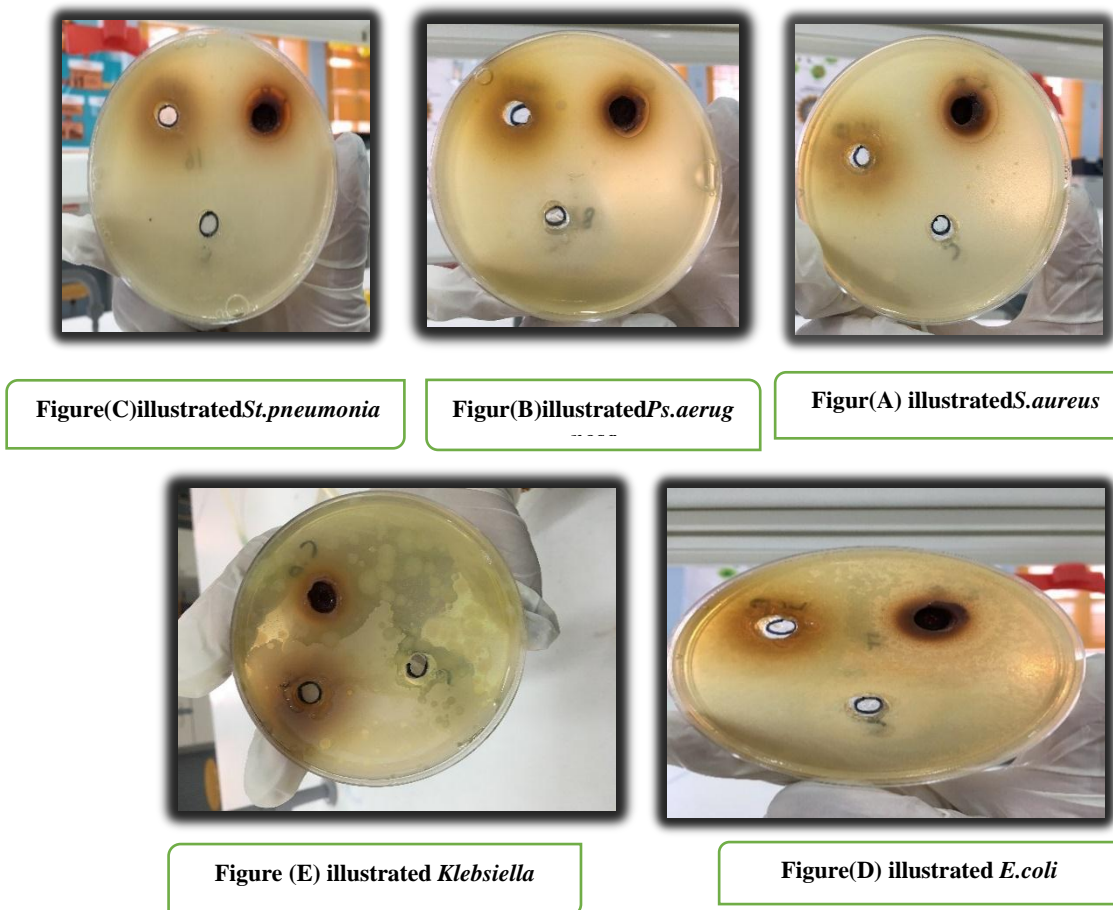 Figure(C)illustratedSt.pneumonia
Figur(B)illustratedPs.aerug
Figur(A) illustratedS.aureus
Figure (E) illustrated Klebsiella
Figure(D) illustrated E.coli